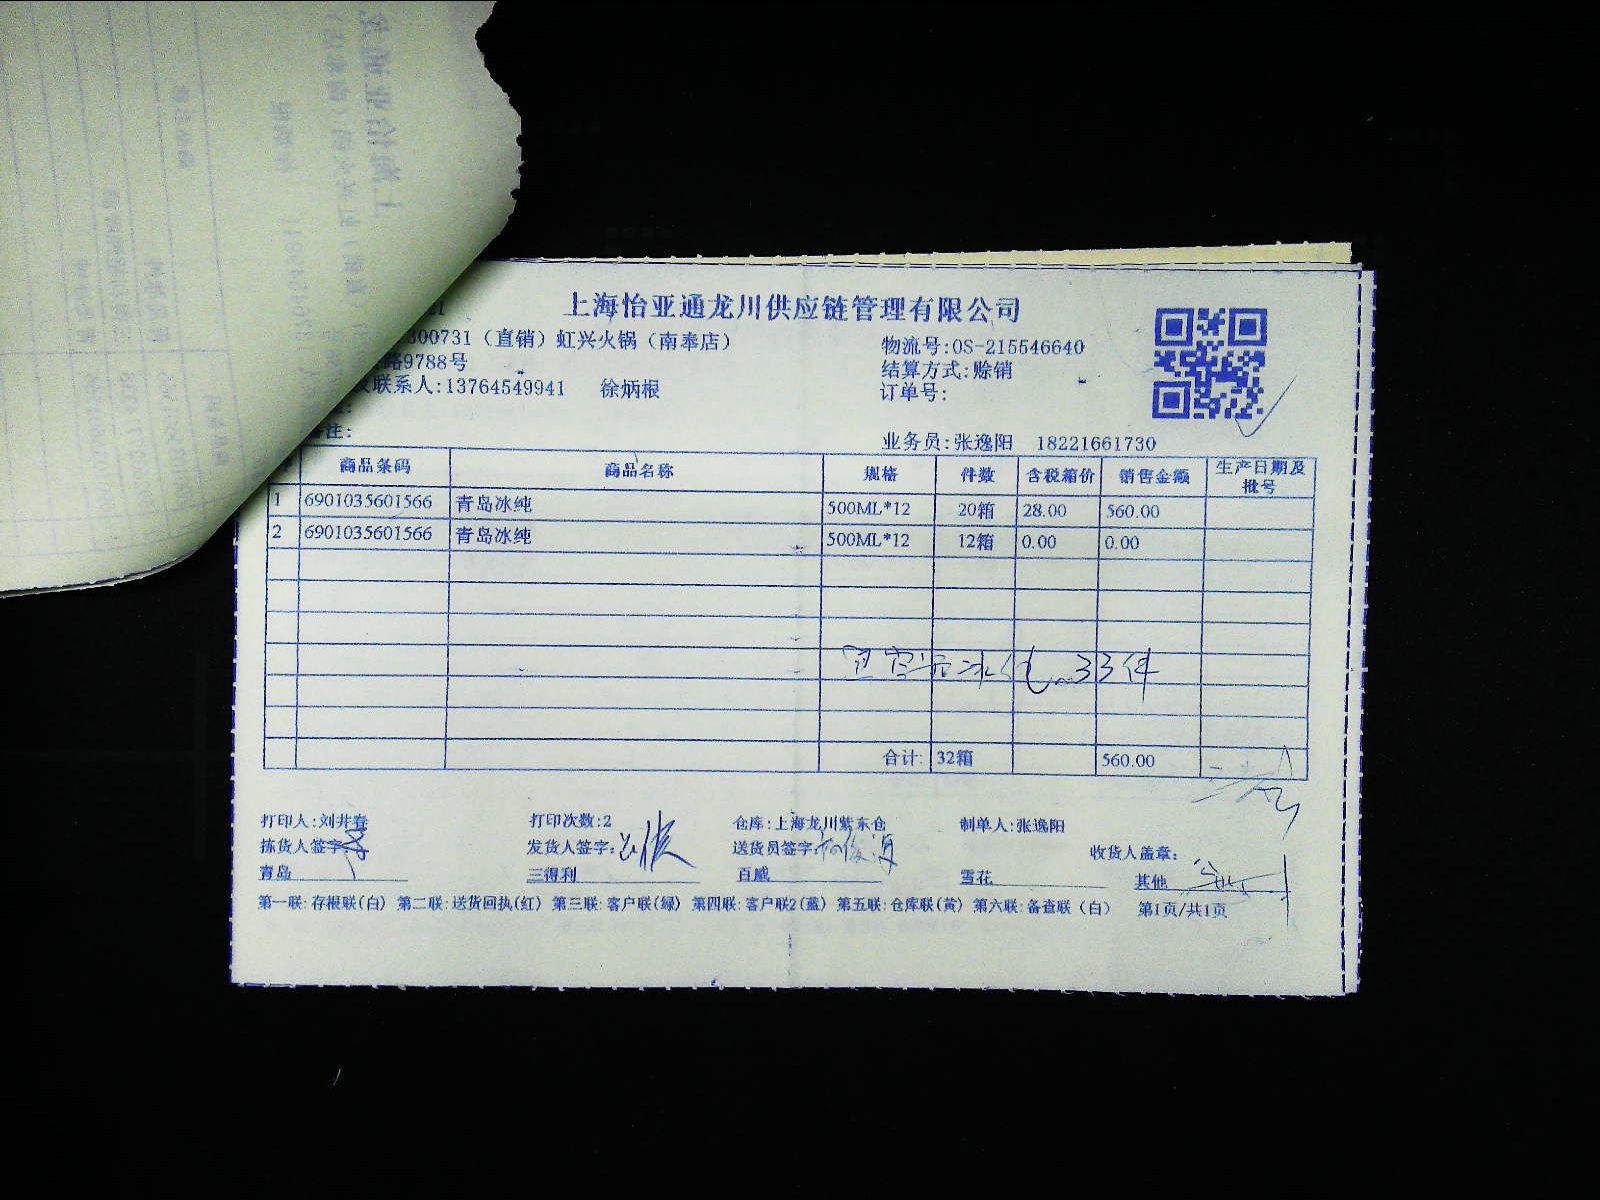 上海怡亚通龙川供应链管理有限公司
300731（直销）虹兴火锅（南奉店）
物流号:OS-215546640
路9788号
结算方式:赊销
联系人:13764549941 徐炳根
订单号:
备注:
业务员:张逸阳 18221661730
商品条码 商品名称 规格 件数 含税箱价 销售金额 生产日期及批号
1 6901035601566 青岛冰纯 500ML*12 20箱 28.00 560.00
2 6901035601566 青岛冰纯 500ML*12 12箱 0.00 0.00
冰纯 33件
合计: 32箱 560.00
打印人:刘井春 打印次数:2 仓库:上海龙川紫东仓 制单人:张逸阳
拣货人签字: 发货人签字: 送货员签字: 收货人盖章:
青岛 三得利 百威 雪花 其他
第一联:存根联(白) 第二联:送货回执(红) 第三联:客户联(绿) 第四联:客户联2(蓝) 第五联:仓库联(黄) 第六联:备查联（白） 第1页/共1页